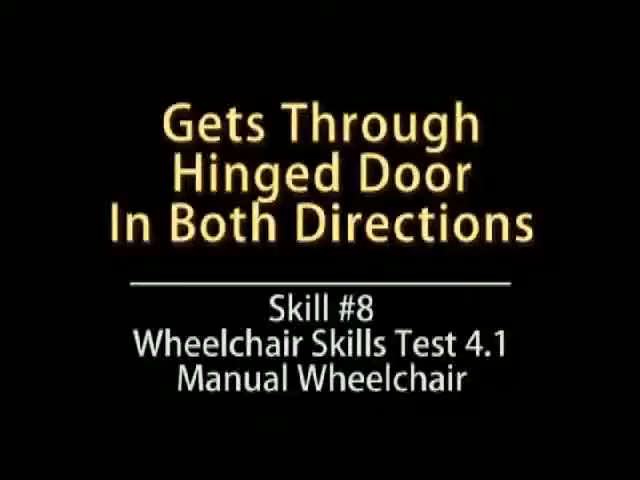 Gets Through
Hinged Door
In Both Directions
Skill #8
Wheelchair Skills Test 4.1
Manual Wheelchair